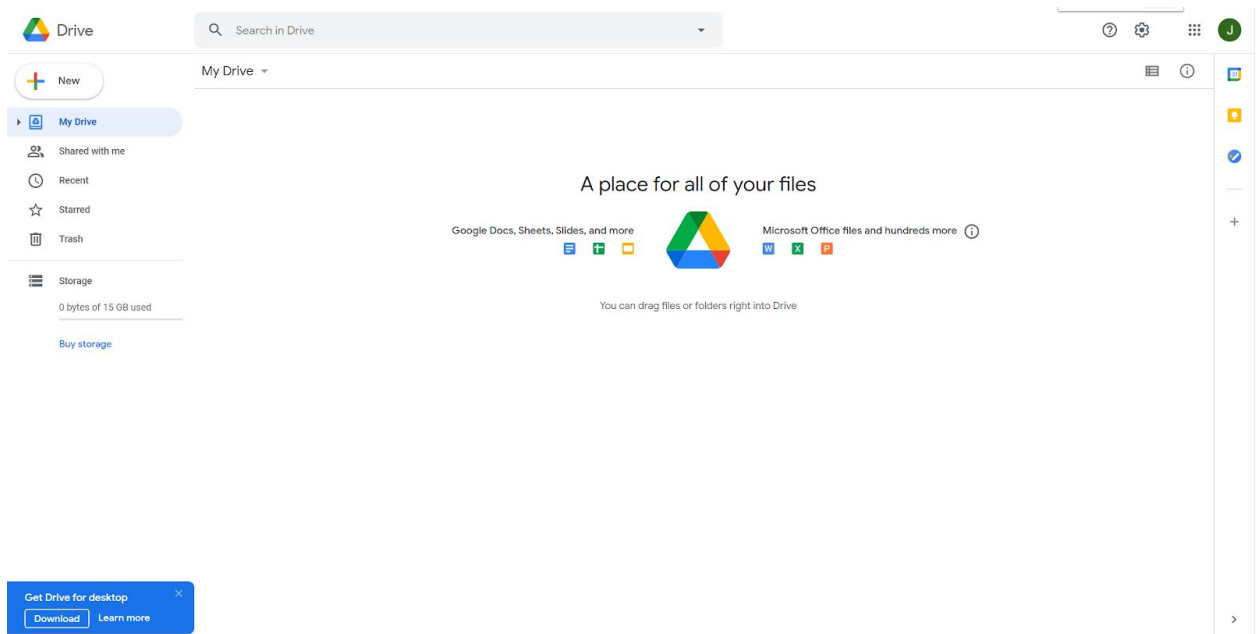 Drive
Search in Drive
J
New
My Drive
31
My Drive
Shared with me
Recent
Starred
Trash
Storage
0 bytes of 15 GB used
Buy storage
A place for all of your files
Google Docs, Sheets, Slides, and more
Microsoft Office files and hundreds more
W X P
You can drag files or folders right into Drive
Get Drive for desktop
Download Learn more